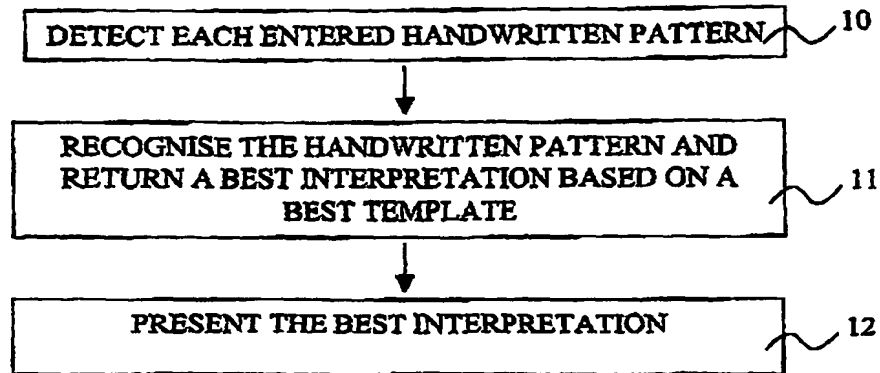 DETECT EACH ENTERED HANDWRITTEN PATTERN
10
RECOGNISE THE HANDWRITTEN PATTERN AND
RETURN A BEST INTERPRETATION BASED ON A
BEST TEMPLATE
11
PRESENT THE BEST INTERPRETATION
12